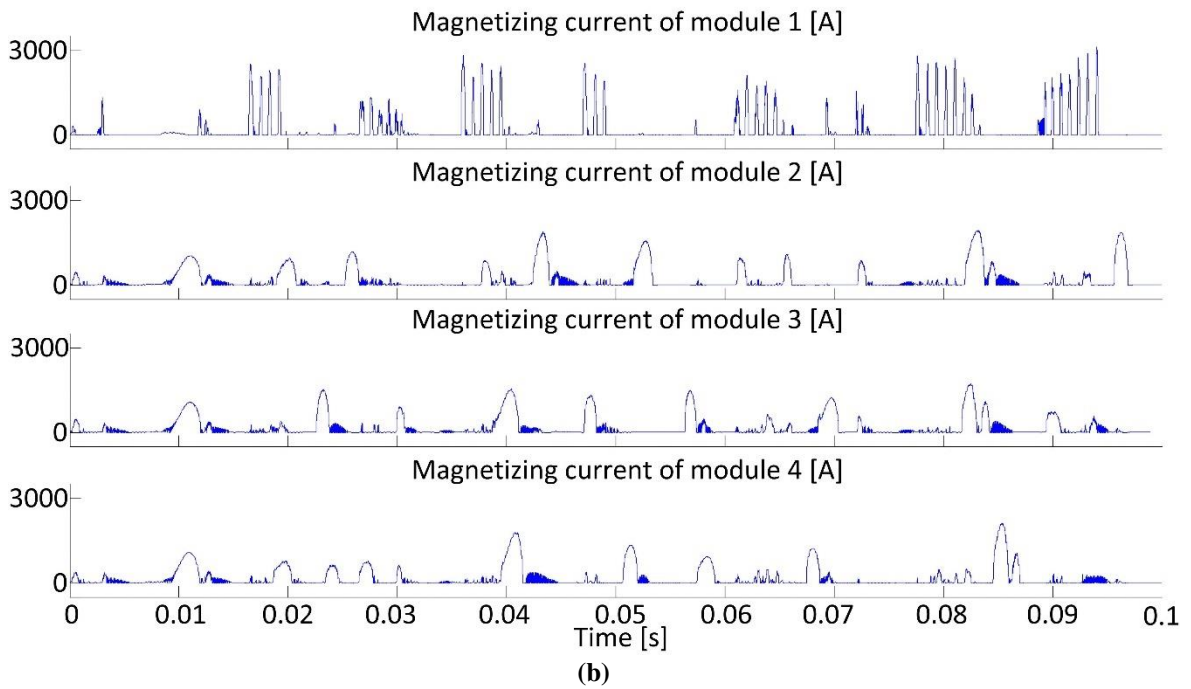 Magnetizing current of module 1 [A]
3000
0
Magnetizing current of module 2 [A]
3000
0
Magnetizing current of module 3 [A]
3000
0
Magnetizing current of module 4 [A]
3000
0
0 0.01 0.02 0.03 0.04 0.05 0.06 0.07 0.08 0.09 0.1
Time [s]
(b)